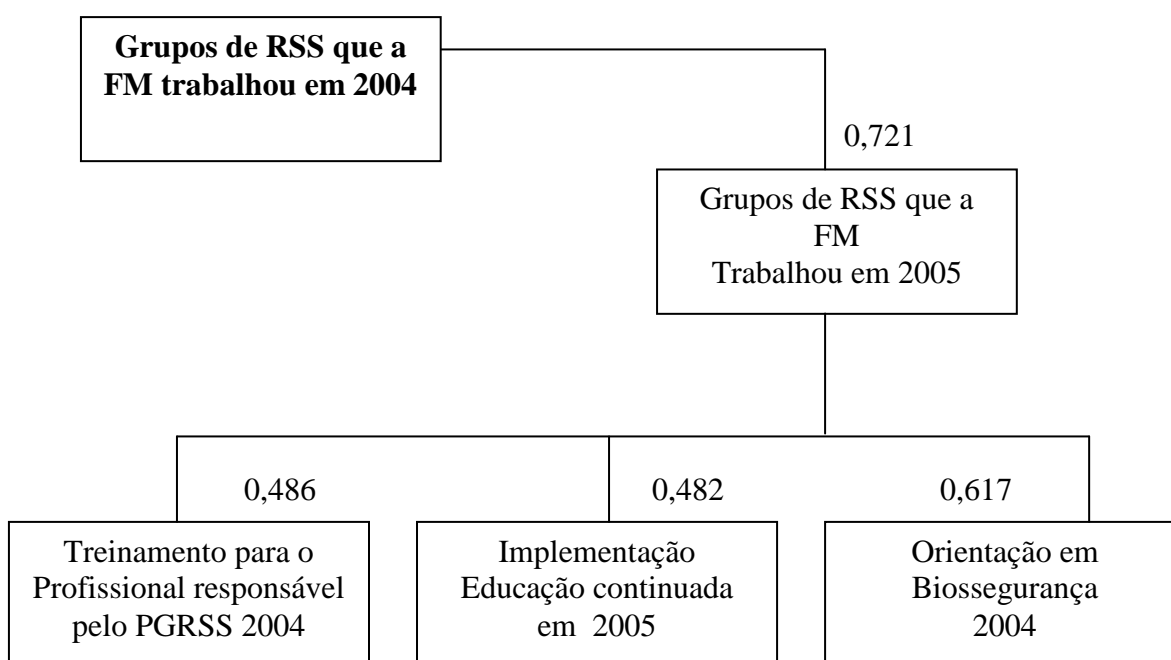 Grupos de RSS que a
FM trabalhou em 2004
0,721
Grupos de RSS que a
FM
Trabalhou em 2005
0,486
0,482
0,617
Treinamento para o
Profissional responsável
pelo PGRSS 2004
Implementação
Educação continuada
em 2005
Orientação em
Biossegurança
2004